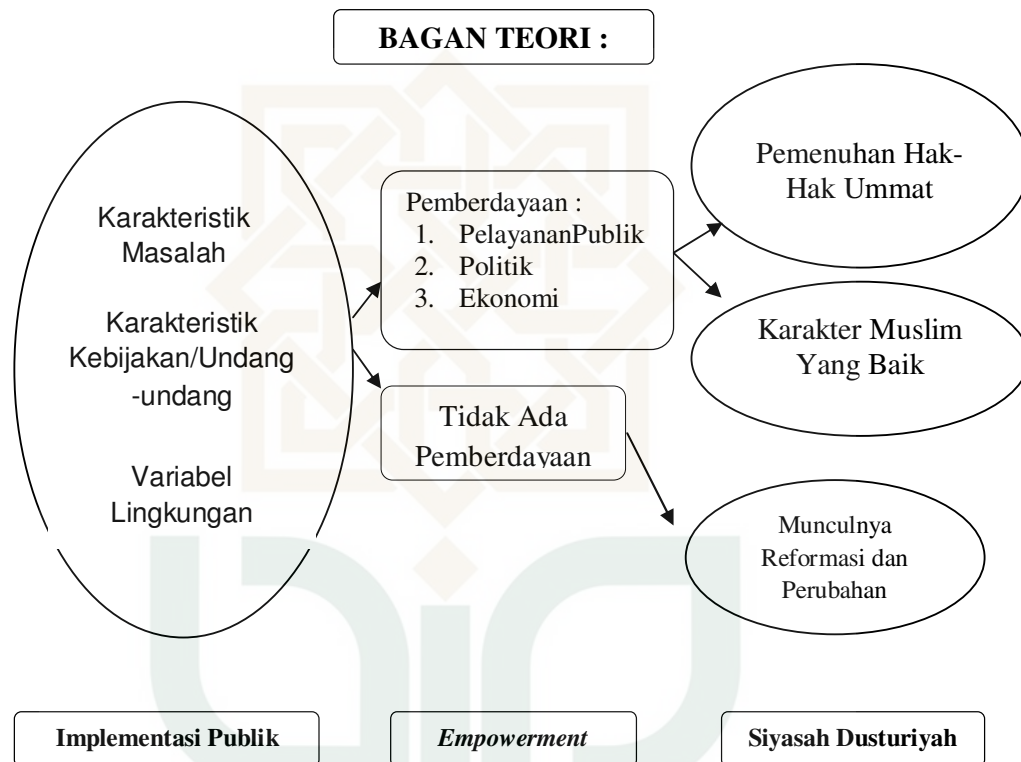 BAGAN TEORI :
Karakteristik
Masalah
Karakteristik
Kebijakan/Undang
-undang
Variabel
Lingkungan
Pemberdayaan :
1. PelayananPublik
2. Politik
3. Ekonomi
Tidak Ada
Pemberdayaan
Pemenuhan Hak-
Hak Ummat
Karakter Muslim
Yang Baik
Munculnya
Reformasi dan
Perubahan
Implementasi Publik
Empowerment
Siyasah Dusturiyah